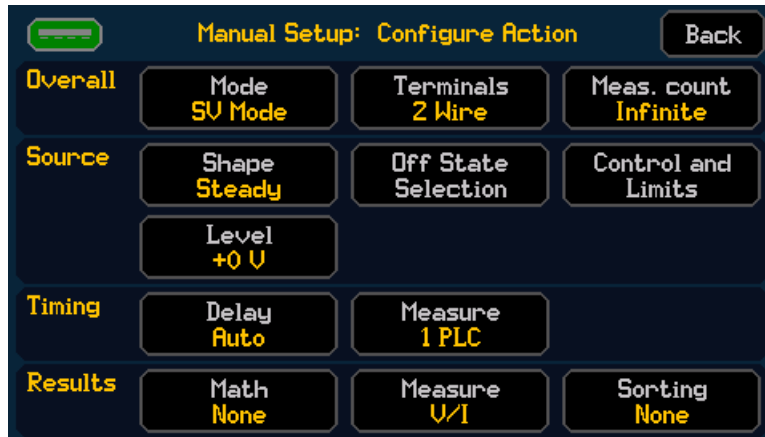 Manual Setup: Configure Action
Back
Overall
Mode
SV Mode
Terminals
2 Wire
Meas. count
Infinite
Source
Shape
Steady
Off State
Selection
Control and
Limits
Level
+0 V
Timing
Delay
Auto
Measure
1 PLC
Results
Math
None
Measure
V/I
Sorting
None